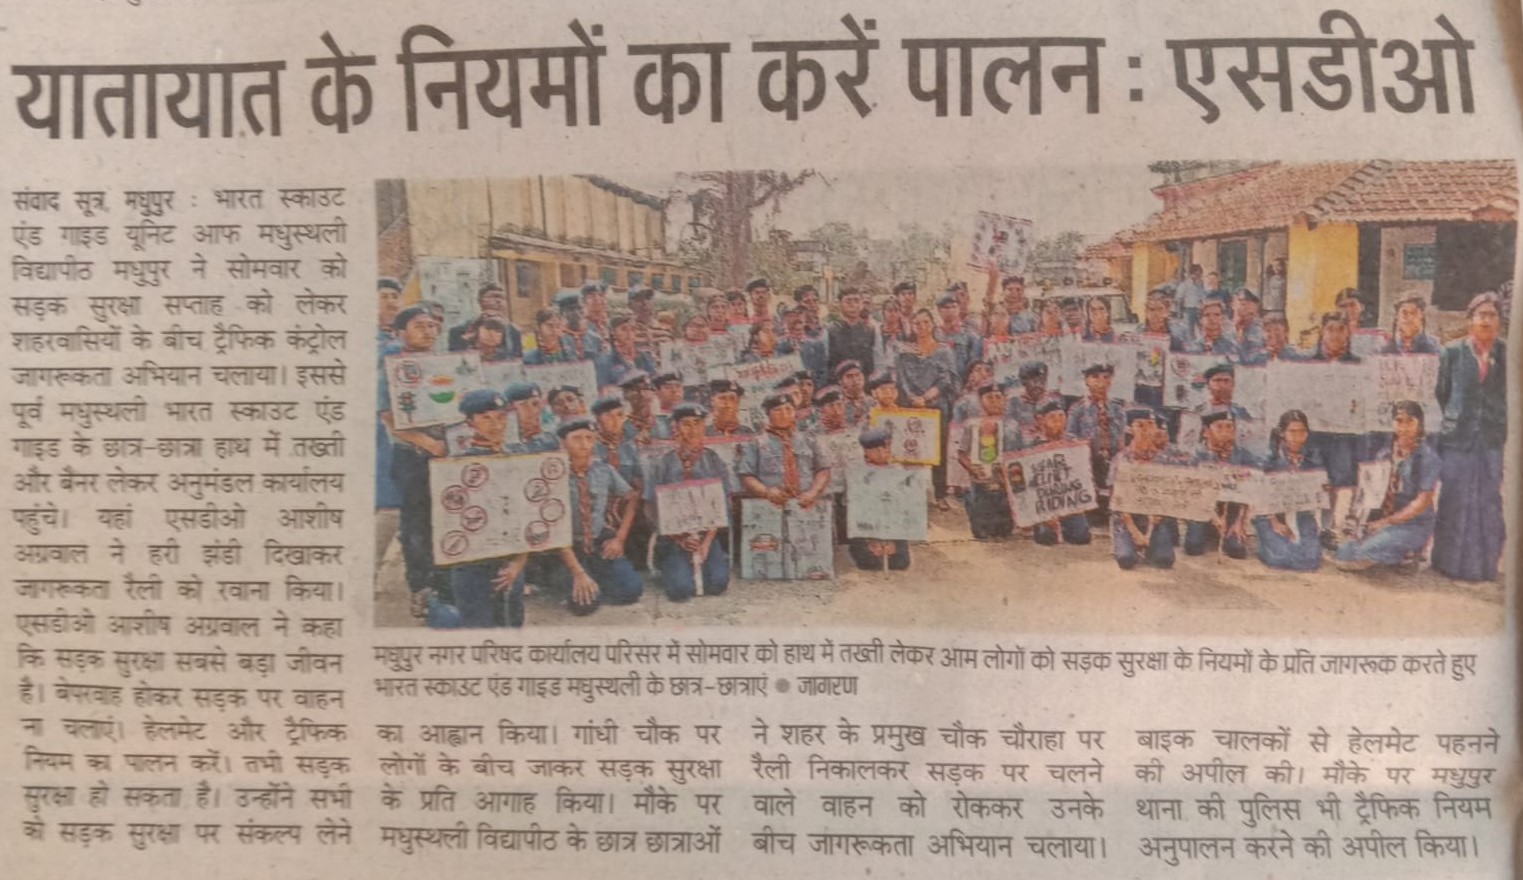 यातायात के नियमों का करें पालन : एसडीओ
संवाद सूत्र, मधुपुर : भारत स्काउट
एंड गाइड यूनिट आफ मधुस्थली
विद्यापीठ मधुपुर ने सोमवार को
सड़क सुरक्षा सप्ताह को लेकर
शहरवासियों के बीच ट्रैफिक कंट्रोल
जागरूकता अभियान चलाया। इससे
पूर्व मधुस्थली भारत स्काउट एंड
गाइड के छात्र-छात्रा हाथ में तख्ती
और बैनर लेकर अनुमंडल कार्यालय
पहुंचे। यहां एसडीओ आशीष
अग्रवाल ने हरी झंडी दिखाकर
जागरूकता रैली को रवाना किया।
एसडीओ आशीष अग्रवाल ने कहा
कि सड़क सुरक्षा सबसे बड़ा जीवन
है। बेपरवाह होकर सड़क पर वाहन
ना चलाएं। हेलमेट और ट्रैफिक
नियम का पालन करें। तभी सड़क
सुरक्षा हो सकता है। उन्होंने सभी
को सड़क सुरक्षा पर संकल्प लेने
DURING
RIDING
मधुपुर नगर परिषद कार्यालय परिसर में सोमवार को हाथ में तख्ती लेकर आम लोगों को सड़क सुरक्षा के नियमों के प्रति जागरूक करते हुए
भारत स्काउट एंड गाइड मधुस्थली के छात्र-छात्राएं ● जागरण
का आह्वान किया। गांधी चौक पर
लोगों के बीच जाकर सड़क सुरक्षा
के प्रति आगाह किया। मौके पर
मधुस्थली विद्यापीठ के छात्र छात्राओं
ने शहर के प्रमुख चौक चौराहा पर
रैली निकालकर सड़क पर चलने
वाले वाहन को रोककर उनके
बीच जागरूकता अभियान चलाया।
बाइक चालकों से हेलमेट पहनने
की अपील की। मौके पर मधुपुर
थाना की पुलिस भी ट्रैफिक नियम
अनुपालन करने की अपील किया।